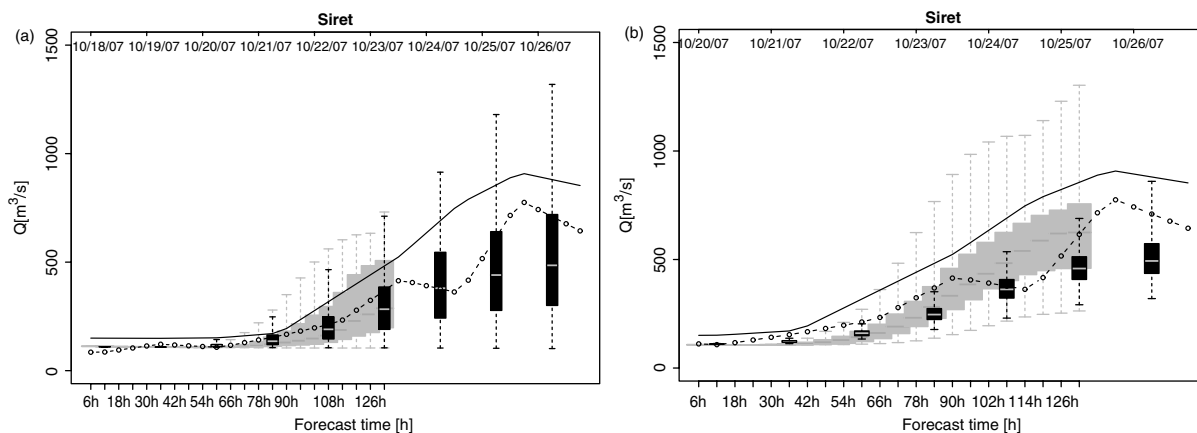 Siret
(a)
10/18/07 10/19/07 10/20/07 10/21/07 10/22/07 10/23/07 10/24/07 10/25/07 10/26/07
1500
1000
500
0
Q[m³/s]
6h 18h 30h 42h 54h 66h 78h 90h 108h 126h
Forecast time [h]
Siret
(b)
10/20/07 10/21/07 10/22/07 10/23/07 10/24/07 10/25/07 10/26/07
1500
1000
500
0
Q[m³/s]
6h 18h 30h 42h 54h 66h 78h 90h 102h 114h 126h
Forecast time [h]